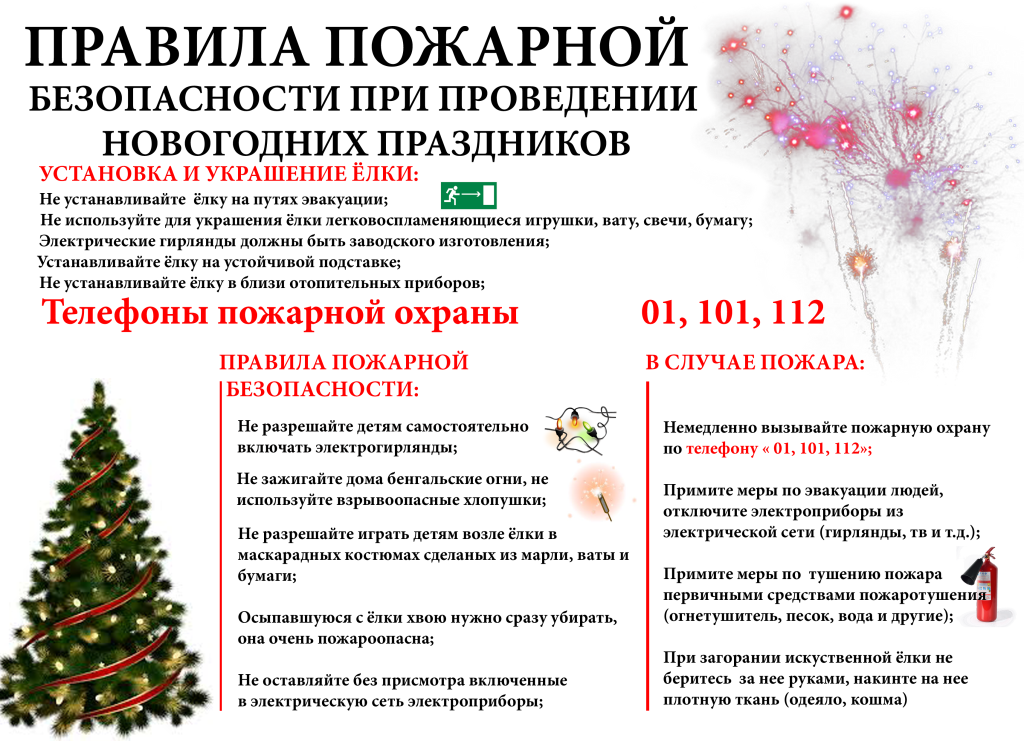 ПРАВИЛА ПОЖАРНОЙ
БЕЗОПАСНОСТИ ПРИ ПРОВЕДЕНИИ
НОВОГОДНИХ ПРАЗДНИКОВ
УСТАНОВКА И УКРАШЕНИЕ ЁЛКИ:
Не устанавливайте ёлку на путях эвакуации;
Не используйте для украшения ёлки легковоспламеняющиеся игрушки, вату, свечи, бумагу;
Электрические гирлянды должны быть заводского изготовления;
Устанавливайте ёлку на устойчивой подставке;
Не устанавливайте ёлку в близи отопительных приборов;
Телефоны пожарной охраны 01, 101, 112
ПРАВИЛА ПОЖАРНОЙ
БЕЗОПАСНОСТИ:
Не разрешайте детям самостоятельно
включать электрогирлянды;
Не зажигайте дома бенгальские огни, не
используйте взрывоопасные хлопушки;
Не разрешайте играть детям возле ёлки в
маскарадных костюмах сделаных из марли, ваты и
бумаги;
Осыпавшуюся с ёлки хвою нужно сразу убирать,
она очень пожароопасна;
Не оставляйте без присмотра включенные
в электрическую сеть электроприборы;
В СЛУЧАЕ ПОЖАРА:
Немедленно вызывайте пожарную охрану
по телефону « 01, 101, 112»;
Примите меры по эвакуации людей,
отключите электроприборы из
электрической сети (гирлянды, тв и т.д.);
Примите меры по тушению пожара
первичными средствами пожаротушения
(огнетушитель, песок, вода и другие);
При загорании искуственной ёлки не
беритесь за нее руками, накинте на нее
плотную ткань (одеяло, кошма)